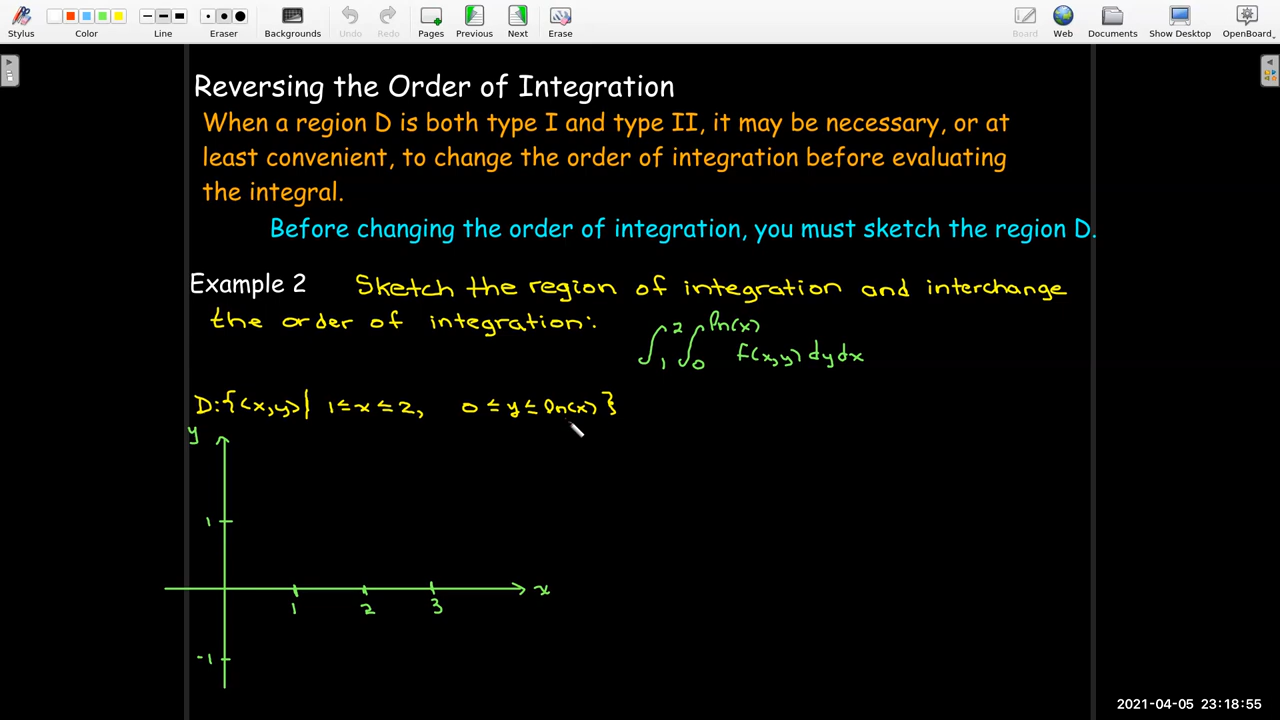 Stylus Color Line Eraser Backgrounds Undo Redo Pages Previous Next Erase Board Web Documents Show Desktop OpenBoard
Reversing the Order of Integration
When a region D is both type I and type II, it may be necessary, or at
least convenient, to change the order of integration before evaluating
the integral.
Before changing the order of integration, you must sketch the region D.
Example 2 Sketch the region of integration and interchange
the order of integration:
∫₁² ∫₀^ln(x) f(x,y) dy dx
D:{(x,y)| 1≤x≤2, 0≤y≤ln(x)}
y
1
x
1 2 3
-1
2021-04-05 23:18:55